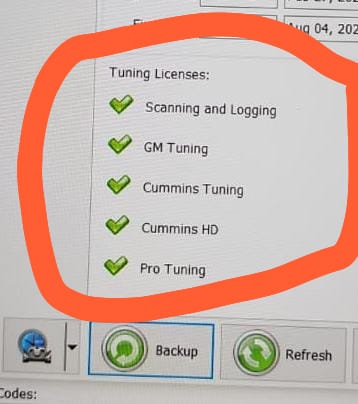 Aug 04, 202
Tuning Licenses:
Scanning and Logging
GM Tuning
Cummins Tuning
Cummins HD
Pro Tuning
Backup
Refresh
Codes: